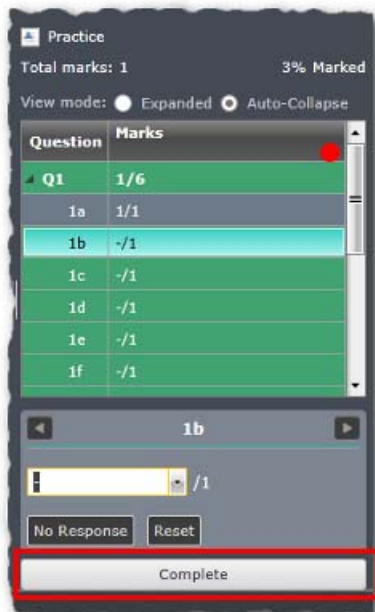 Practice
Total marks: 1 3% Marked
View mode: Expanded Auto-Collapse
Question Marks
Q1 1/6
1a 1/1
1b -/1
1c -/1
1d -/1
1e -/1
1f -/1
1b
- /1
No Response Reset
Complete